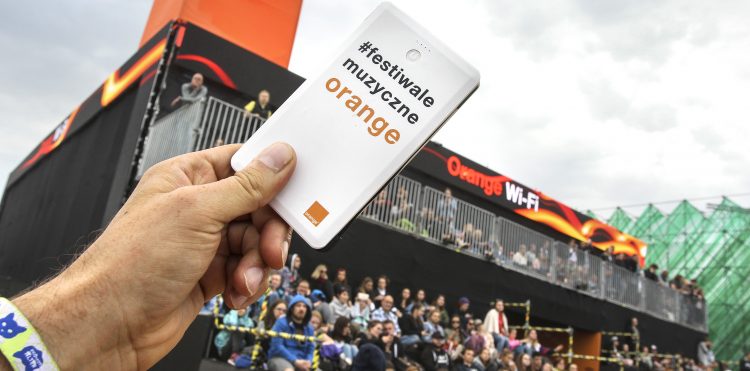 #festiwale
muzyczne
orange
Orange Wi-Fi